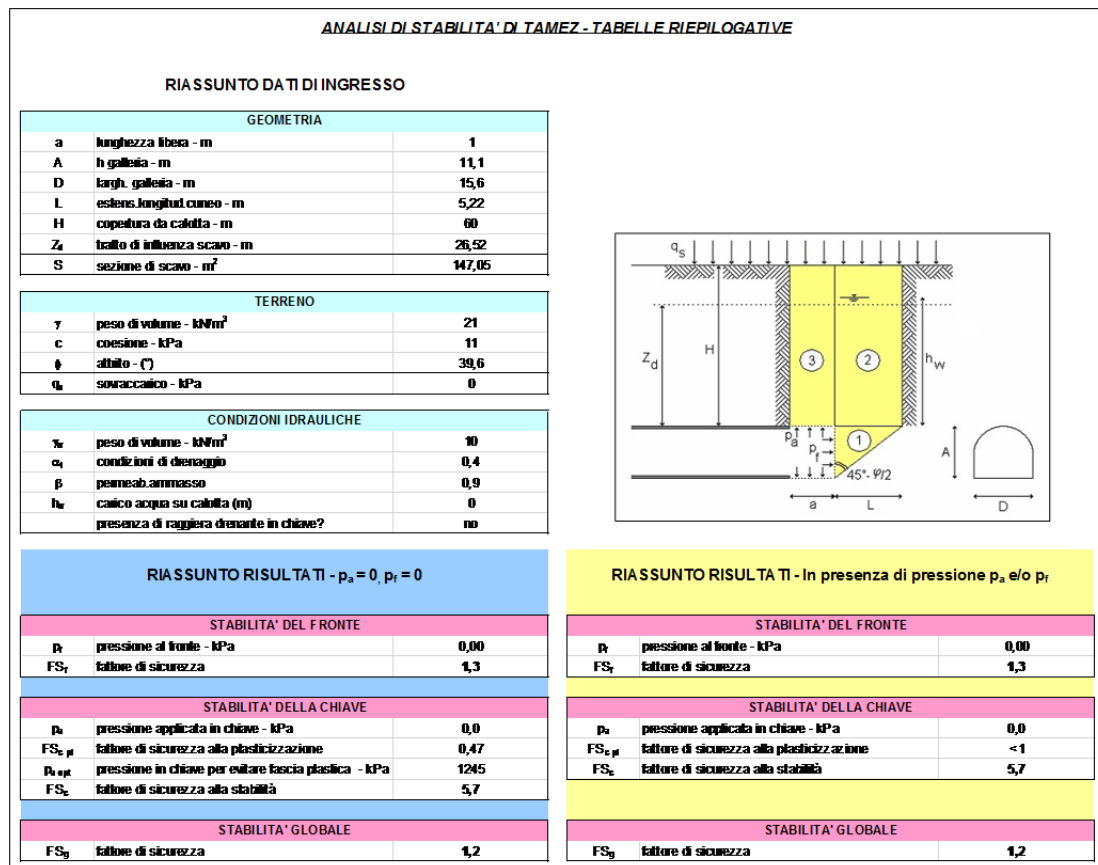 ANALISI DI STABILITA' DI TAMEZ - TABELLE RIEPILOGATIVE
RIASSUNTO DATI DI INGRESSO
GEOMETRIA
a lunghezza libera - m 1
A h galleria - m 11,1
D largh. galleria - m 15,6
L estens.longitud.cuneo - m 5,22
H copertura da calotta - m 60
Zd tratto di influenza scavo - m 26,52
S sezione di scavo - m² 147,05
TERRENO
γ peso di volume - kN/m³ 21
c coesione - kPa 11
ϕ attrito - (°) 39,6
qs sovraccarico - kPa 0
CONDIZIONI IDRAULICHE
γw peso di volume - kN/m³ 10
αf condizioni di drenaggio 0,4
β permeab.ammasso 0,9
hw carico acqua su calotta (m) 0
presenza di raggiera drenante in chiave? no
qs
Zd
H
3
2
hw
pa
pf
1
45°- φ/2
A
a
L
D
RIASSUNTO RISULTATI - pa = 0, pf = 0
STABILITA' DEL FRONTE
pf pressione al fronte - kPa 0,00
FSf fattore di sicurezza 1,3
STABILITA' DELLA CHIAVE
pa pressione applicata in chiave - kPa 0,0
FSc pl fattore di sicurezza alla plasticizzazione 0,47
pa opt pressione in chiave per evitare fascia plastica - kPa 1245
FSc fattore di sicurezza alla stabilità 5,7
STABILITA' GLOBALE
FSg fattore di sicurezza 1,2
RIASSUNTO RISULTATI - In presenza di pressione pa e/o pf
STABILITA' DEL FRONTE
pf pressione al fronte - kPa 0,00
FSf fattore di sicurezza 1,3
STABILITA' DELLA CHIAVE
pa pressione applicata in chiave - kPa 0,0
FSc pl fattore di sicurezza alla plasticizzazione <1
FSc fattore di sicurezza alla stabilità 5,7
STABILITA' GLOBALE
FSg fattore di sicurezza 1,2